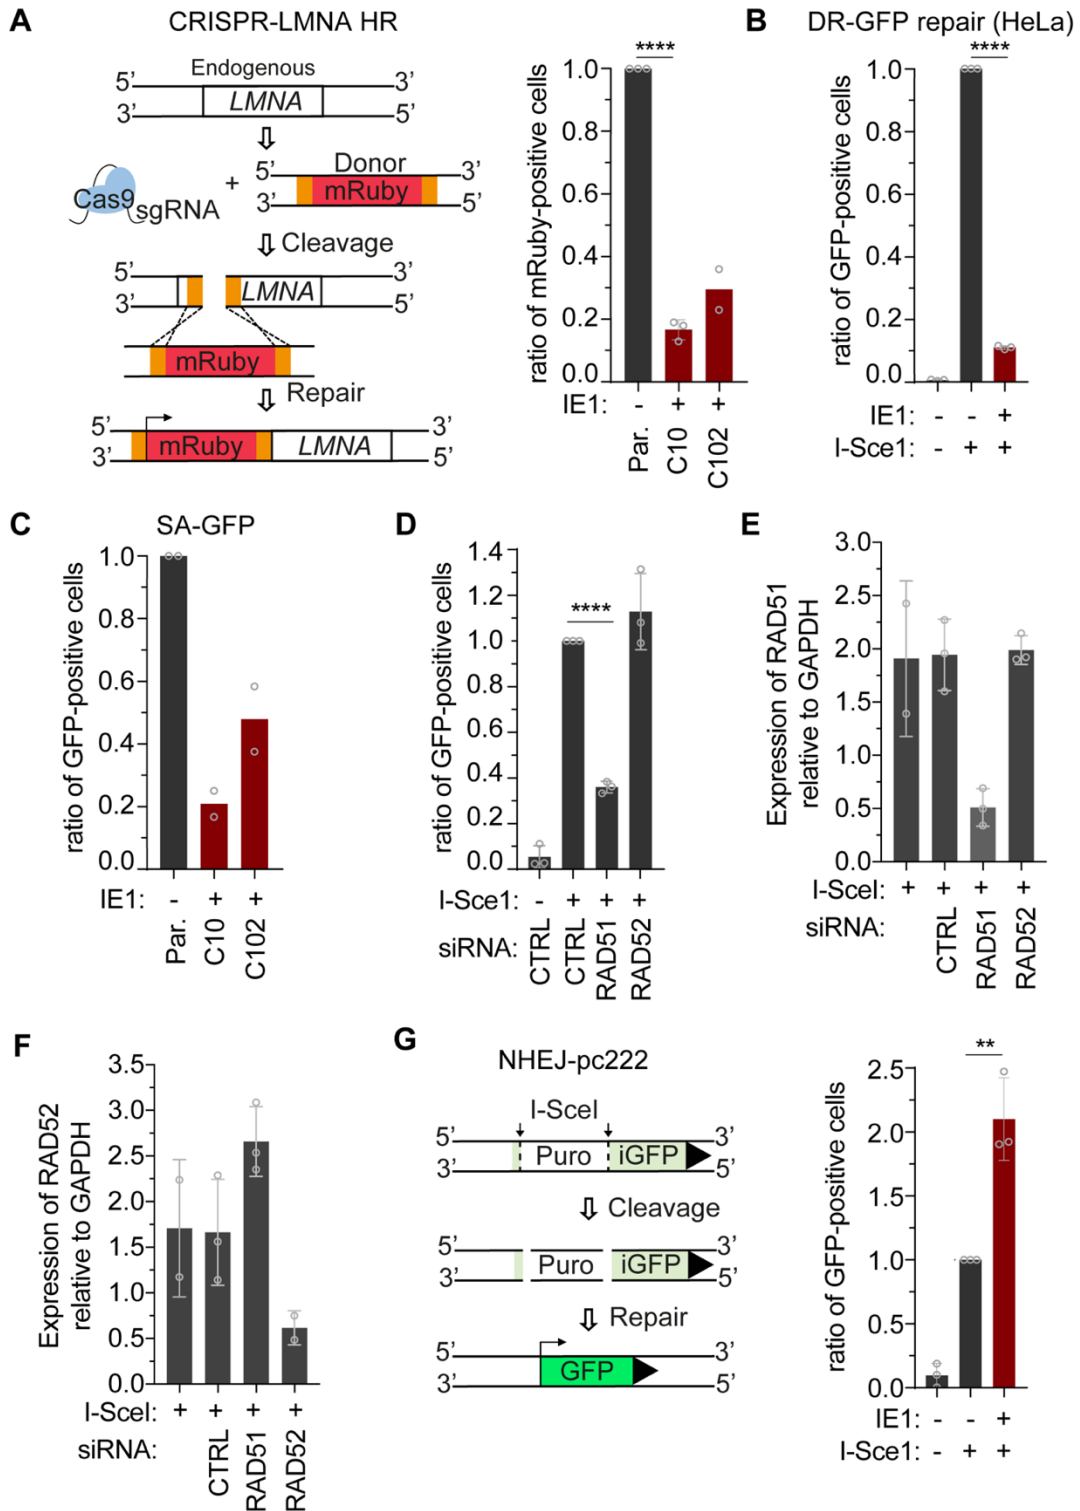 A
CRISPR-LMNA HR
Endogenous
5’ 3’
LMNA
3’ 5’
Cas9
sgRNA
+
Donor
5’ 3’
mRuby
3’ 5’
Cleavage
5’ 3’
LMNA
3’ 5’
mRuby
Repair
5’ 3’
mRuby LMNA
3’ 5’
ratio of mRuby-positive cells
****
1.0
0.8
0.6
0.4
0.2
0.0
IE1: - + +
Par. C10 C102
B
DR-GFP repair (HeLa)
ratio of GFP-positive cells
****
1.0
0.8
0.6
0.4
0.2
0.0
IE1: - - +
I-Sce1: - + +
C
SA-GFP
ratio of GFP-positive cells
1.0
0.8
0.6
0.4
0.2
0.0
IE1: - + +
Par. C10 C102
D
ratio of GFP-positive cells
****
1.4
1.2
1.0
0.8
0.6
0.4
0.2
0.0
I-Sce1: - + + +
siRNA: CTRL CTRL RAD51 RAD52
E
Expression of RAD51
relative to GAPDH
3.0
2.5
2.0
1.5
1.0
0.5
0.0
I-SceI: + + + +
siRNA: CTRL RAD51 RAD52
F
Expression of RAD52
relative to GAPDH
3.5
3.0
2.5
2.0
1.5
1.0
0.5
0.0
I-SceI: + + + +
siRNA: CTRL RAD51 RAD52
G
NHEJ-pc222
I-SceI
5’ 3’
Puro iGFP
3’ 5’
Cleavage
5’ 3’
Puro iGFP
3’ 5’
Repair
5’ 3’
GFP
3’ 5’
ratio of GFP-positive cells
**
2.5
2.0
1.5
1.0
0.5
0.0
IE1: - - +
I-Sce1: - + +